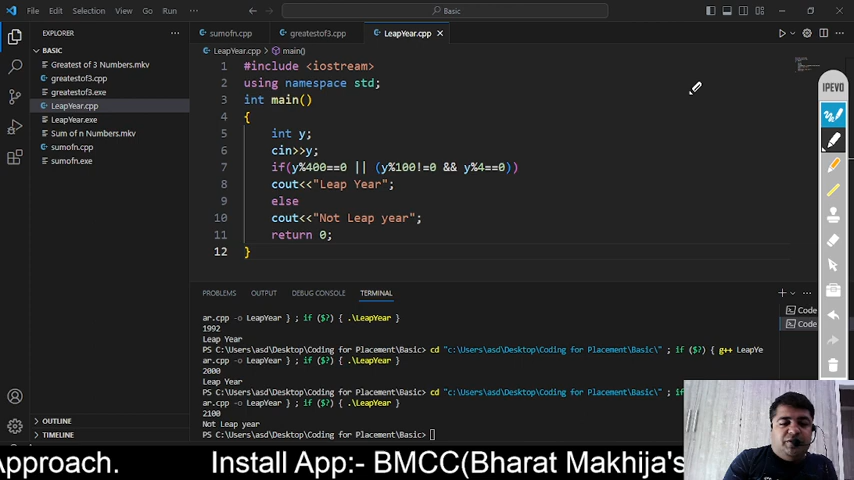 File Edit Selection View Go Run ··· Basic
EXPLORER ···
BASIC
Greatest of 3 Numbers.mkv
greatestof3.cpp
greatestof3.exe
LeapYear.cpp
LeapYear.exe
Sum of n Numbers.mkv
sumofn.cpp
sumofn.exe
OUTLINE
TIMELINE
sumofn.cpp greatestof3.cpp LeapYear.cpp
LeapYear.cpp > main()
1 #include <iostream>
2 using namespace std;
3 int main()
4 {
5 int y;
6 cin>>y;
7 if(y%400==0 || (y%100!=0 && y%4==0))
8 cout<<"Leap Year";
9 else
10 cout<<"Not Leap year";
11 return 0;
12 }
PROBLEMS OUTPUT DEBUG CONSOLE TERMINAL
ar.cpp -o LeapYear } ; if ($?) { .\LeapYear }
1992
Leap Year
PS C:\Users\asd\Desktop\Coding for Placement\Basic> cd "c:\Users\asd\Desktop\Coding for Placement\Basic\" ; if ($?) { g++ LeapYe
ar.cpp -o LeapYear } ; if ($?) { .\LeapYear }
2000
Leap Year
PS C:\Users\asd\Desktop\Coding for Placement\Basic> cd "c:\Users\asd\Desktop\Coding for Placement\Basic\" ; if
ar.cpp -o LeapYear } ; if ($?) { .\LeapYear }
2100
Not Leap year
PS C:\Users\asd\Desktop\Coding for Placement\Basic>
Code
Code
IPEVO
Approach. Install App:- BMCC(Bharat Makhija's